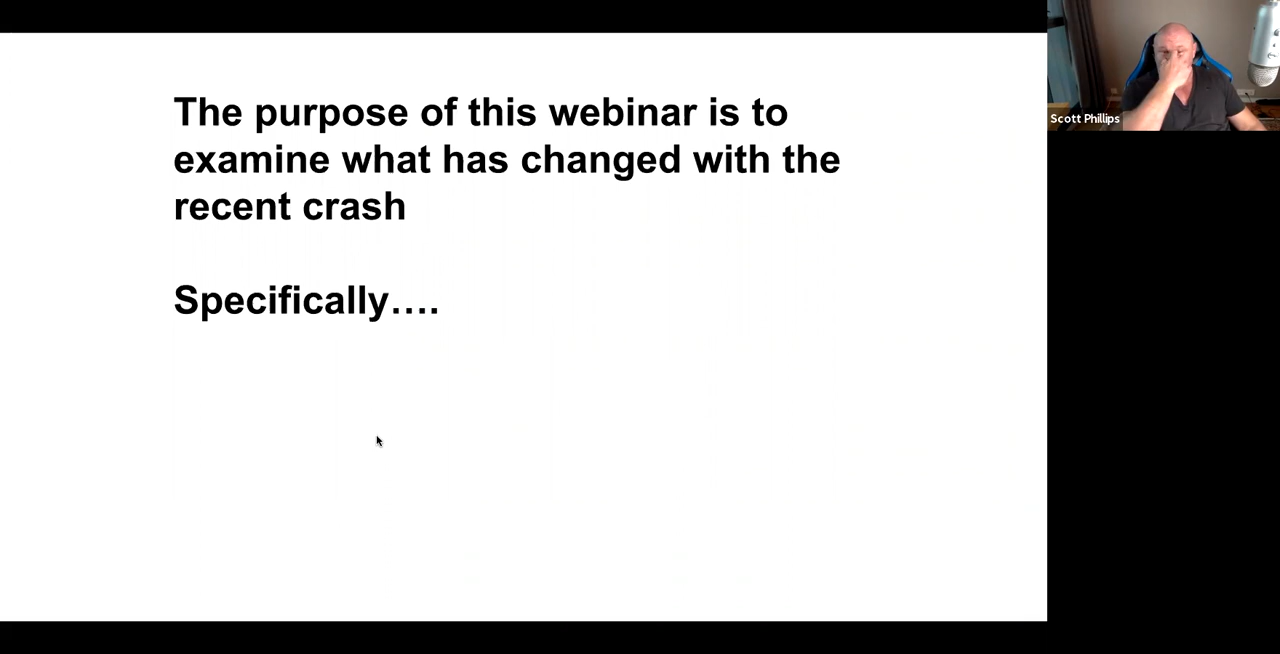 The purpose of this webinar is to
examine what has changed with the
recent crash
Specifically....
Scott Phillips